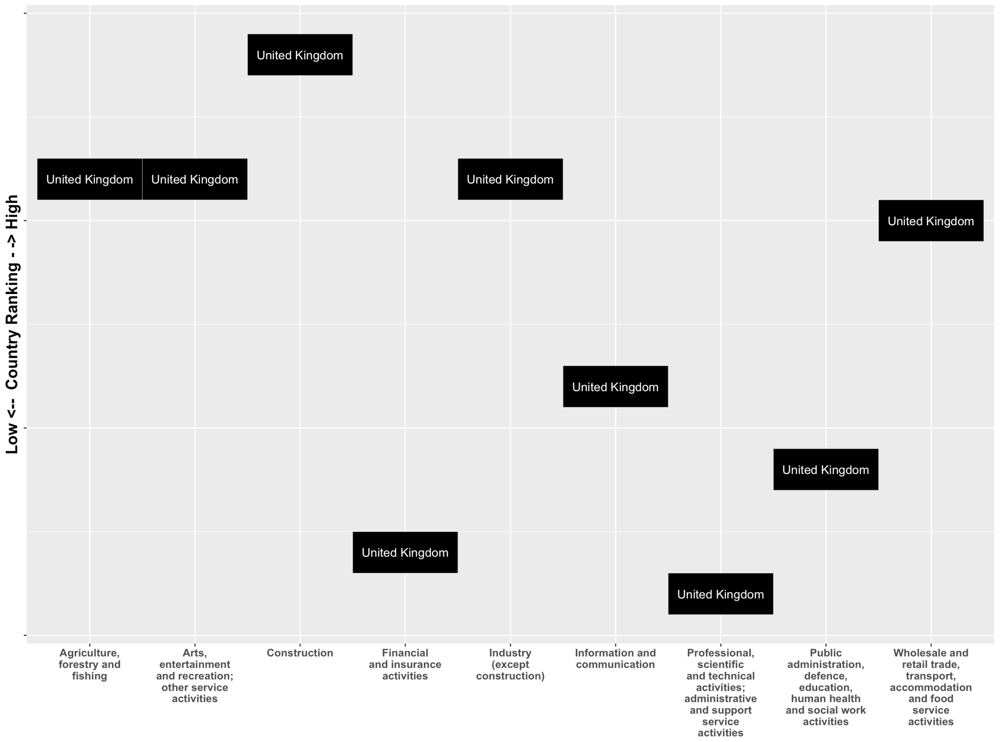 United Kingdom
United Kingdom
United Kingdom
United Kingdom
United Kingdom
United Kingdom
United Kingdom
United Kingdom
United Kingdom
Low <-- Country Ranking - -> High
Agriculture,
forestry and
fishing
Arts,
entertainment
and recreation;
other service
activities
Construction
Financial
and insurance
activities
Industry
(except
construction)
Information and
communication
Professional,
scientific
and technical
activities;
administrative
and support
service
activities
Public
administration,
defence,
education,
human health
and social work
activities
Wholesale and
retail trade,
transport,
accommodation
and food
service
activities